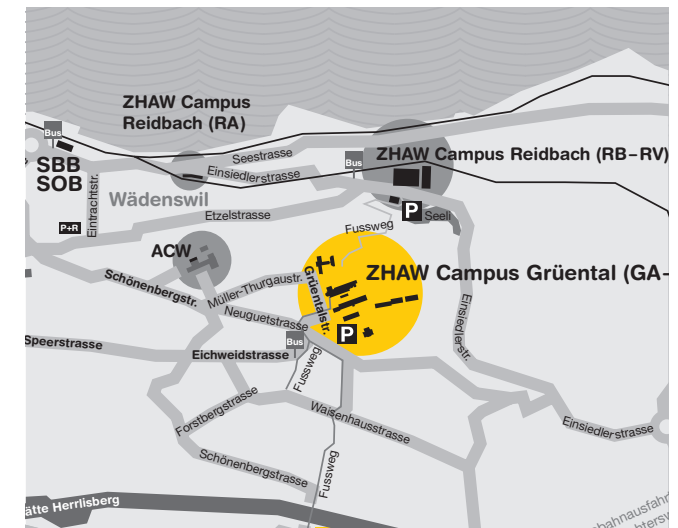 ZHAW Campus
Reidbach (RA)
Bus
SBB
SOB
Seestrasse
Bus
ZHAW Campus Reidbach (RB–RV)
Einsiedlerstrasse
Wädenswil
Eintrachtstr.
P+R
Etzelstrasse
P
Seeli
Fussweg
ACW
ZHAW Campus Grüental (GA-
Schönenbergstr.
Müller-Thurgaustr.
Grüentalstr.
Neuguetstrasse
P
Einsiedlerstr.
Speerstrasse
Bus
Eichweidstrasse
Fussweg
Forstbergstrasse
Waisenhausstrasse
Einsiedlerstrasse
Schönenbergstrasse
Fussweg
ätte Herrlisberg